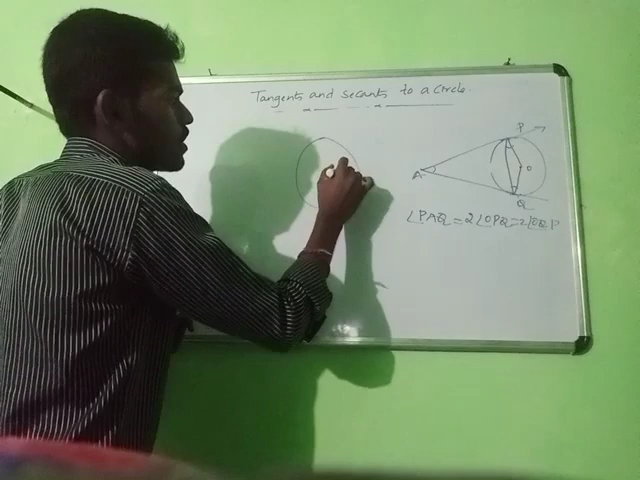 Tangents and secants to a circle
P
A
O
Q
∠PAQ = 2∠OPQ = 2∠OQP